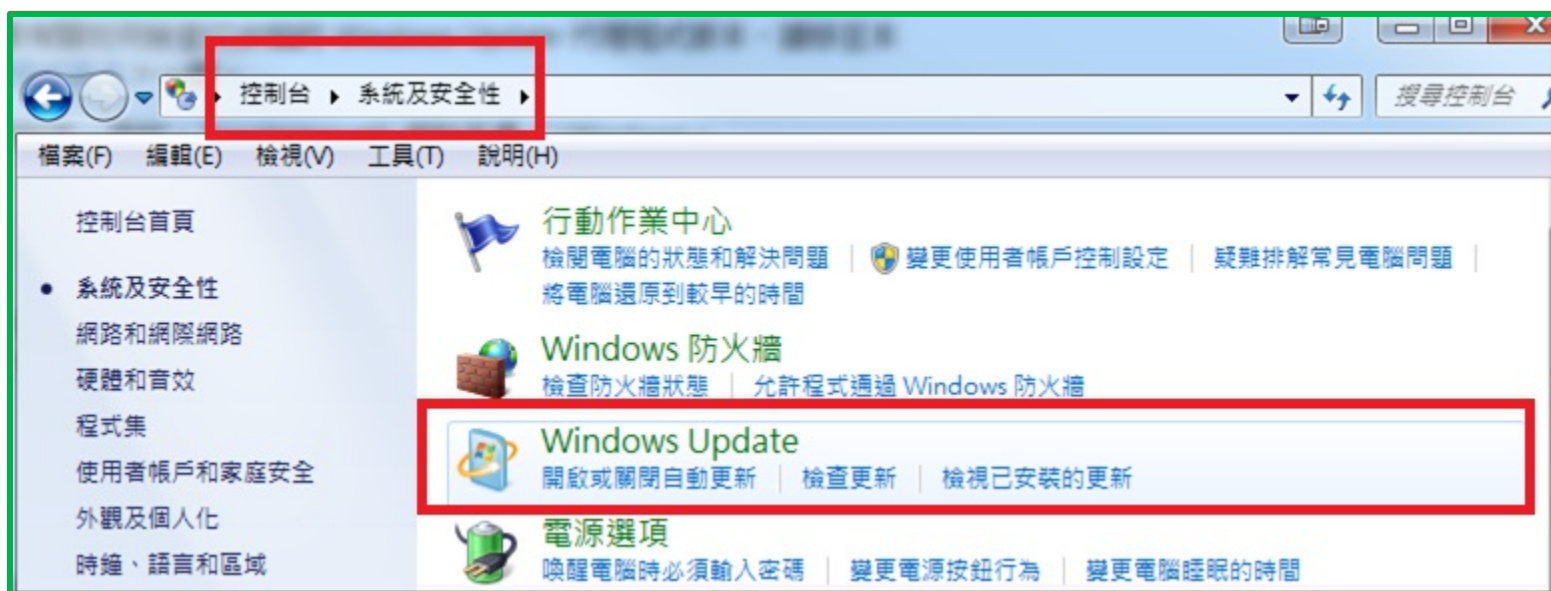 控制台 系統及安全性
搜尋控制台
檔案(F) 編輯(E) 檢視(V) 工具(T) 說明(H)
控制台首頁
系統及安全性
網路和網際網路
硬體和音效
程式集
使用者帳戶和家庭安全
外觀及個人化
時鐘、語言和區域
行動作業中心
檢閱電腦的狀態和解決問題 變更使用者帳戶控制設定 疑難排解常見電腦問題
將電腦還原到較早的時間
Windows 防火牆
檢查防火牆狀態 允許程式通過 Windows 防火牆
Windows Update
開啟或關閉自動更新 檢查更新 檢視已安裝的更新
電源選項
喚醒電腦時必須輸入密碼 變更電源按鈕行為 變更電腦睡眠的時間